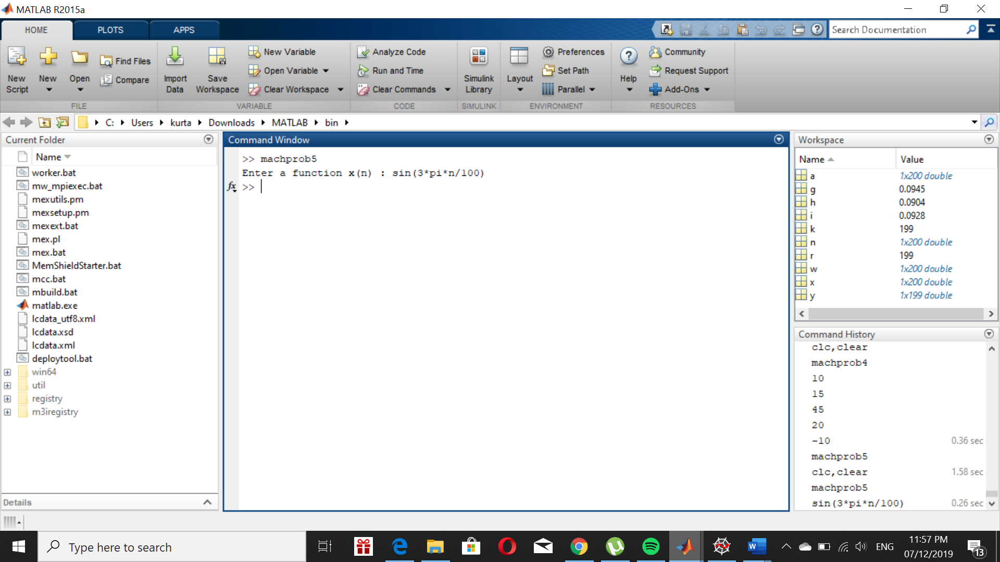 MATLAB R2015a
HOME PLOTS APPS
Search Documentation
New Script
New
Open
Find Files
Compare
FILE
Import Data
Save Workspace
New Variable
Open Variable
Clear Workspace
VARIABLE
Analyze Code
Run and Time
Clear Commands
CODE
Simulink Library
SIMULINK
Layout
Preferences
Set Path
Parallel
ENVIRONMENT
Help
Community
Request Support
Add-Ons
RESOURCES
C: Users kurta Downloads MATLAB bin
Current Folder
Name
worker.bat
mw_mpiexec.bat
mexutils.pm
mexsetup.pm
mexext.bat
mex.pl
mex.bat
MemShieldStarter.bat
mcc.bat
mbuild.bat
matlab.exe
lcdata_utf8.xml
lcdata.xsd
lcdata.xml
deploytool.bat
win64
util
registry
m3iregistry
Details
Command Window
>> machprob5
Enter a function x(n) : sin(3*pi*n/100)
fx >>
Workspace
Name Value
a 1x200 double
g 0.0945
h 0.0904
i 0.0928
k 199
n 1x200 double
r 199
w 1x200 double
x 1x200 double
y 1x199 double
Command History
clc,clear
machprob4
10
15
45
20
-10 0.36 sec
machprob5
clc,clear 1.58 sec
machprob5
sin(3*pi*n/100) 0.26 sec
Type here to search
ENG
11:57 PM
07/12/2019
13